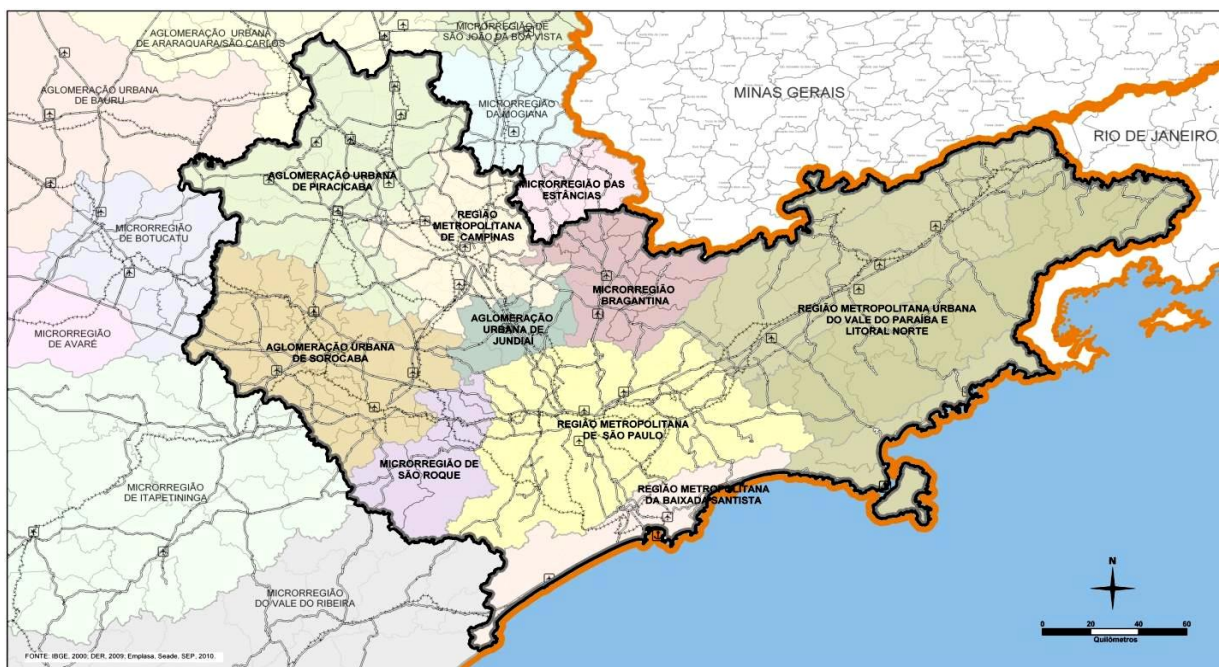 AGLOMERAÇÃO URBANA
DE ARARAQUARA/SÃO CARLOS
MICRORREGIÃO DE
SÃO JOÃO DA BOA VISTA
AGLOMERAÇÃO URBANA
DE BAURU
MICRORREGIÃO
DA MOGIANA
MINAS GERAIS
RIO DE JANEIRO
AGLOMERAÇÃO URBANA
DE PIRACICABA
MICRORREGIÃO DAS
ESTÂNCIAS
MICRORREGIÃO
DE BOTUCATU
REGIÃO
METROPOLITANA
DE CAMPINAS
MICRORREGIÃO
BRAGANTINA
REGIÃO METROPOLITANA URBANA
DO VALE DO PARAÍBA E
LITORAL NORTE
MICRORREGIÃO
DE AVARÉ
AGLOMERAÇÃO URBANA
DE SOROCABA
AGLOMERAÇÃO
URBANA DE
JUNDIAÍ
REGIÃO METROPOLITANA
DE SÃO PAULO
MICRORREGIÃO DE
SÃO ROQUE
MICRORREGIÃO
DE ITAPETININGA
REGIÃO METROPOLITANA
DA BAIXADA SANTISTA
MICRORREGIÃO
DO VALE DO RIBEIRA
N
0 20 40 60
Quilômetros
FONTE: IBGE, 2000; DER, 2009; Emplasa, Seade, SEP, 2010.